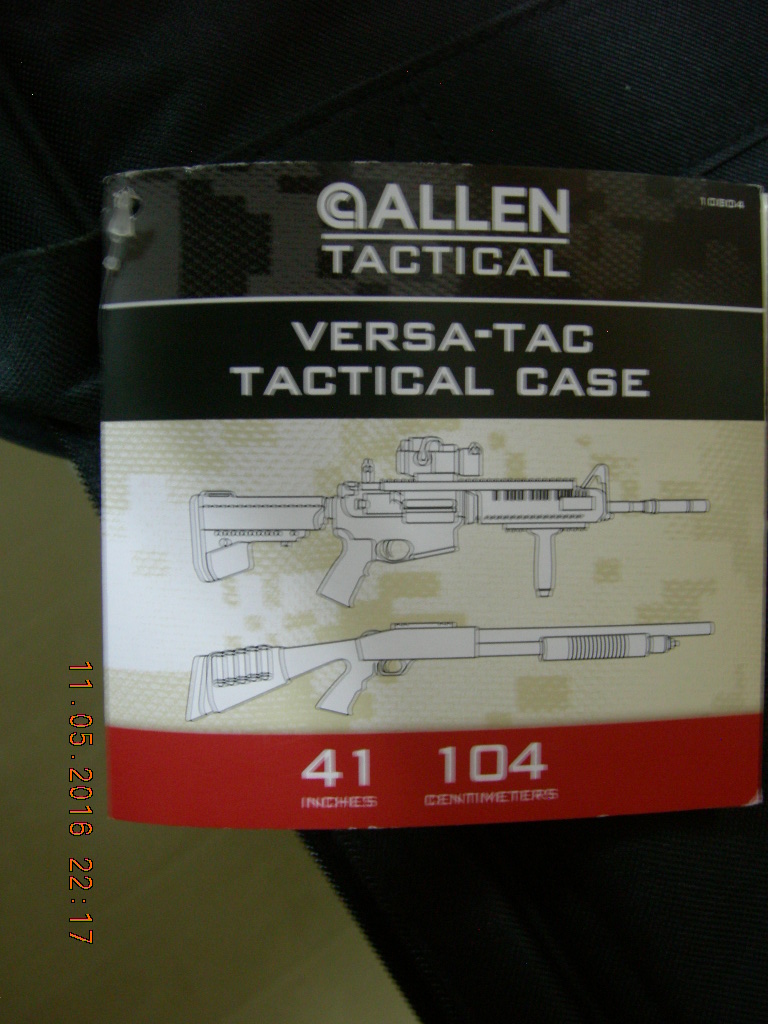 ALLEN
10804
TACTICAL
VERSA-TAC
TACTICAL CASE
41 104
INCHES CENTIMETERS
11.05.2016 22:17